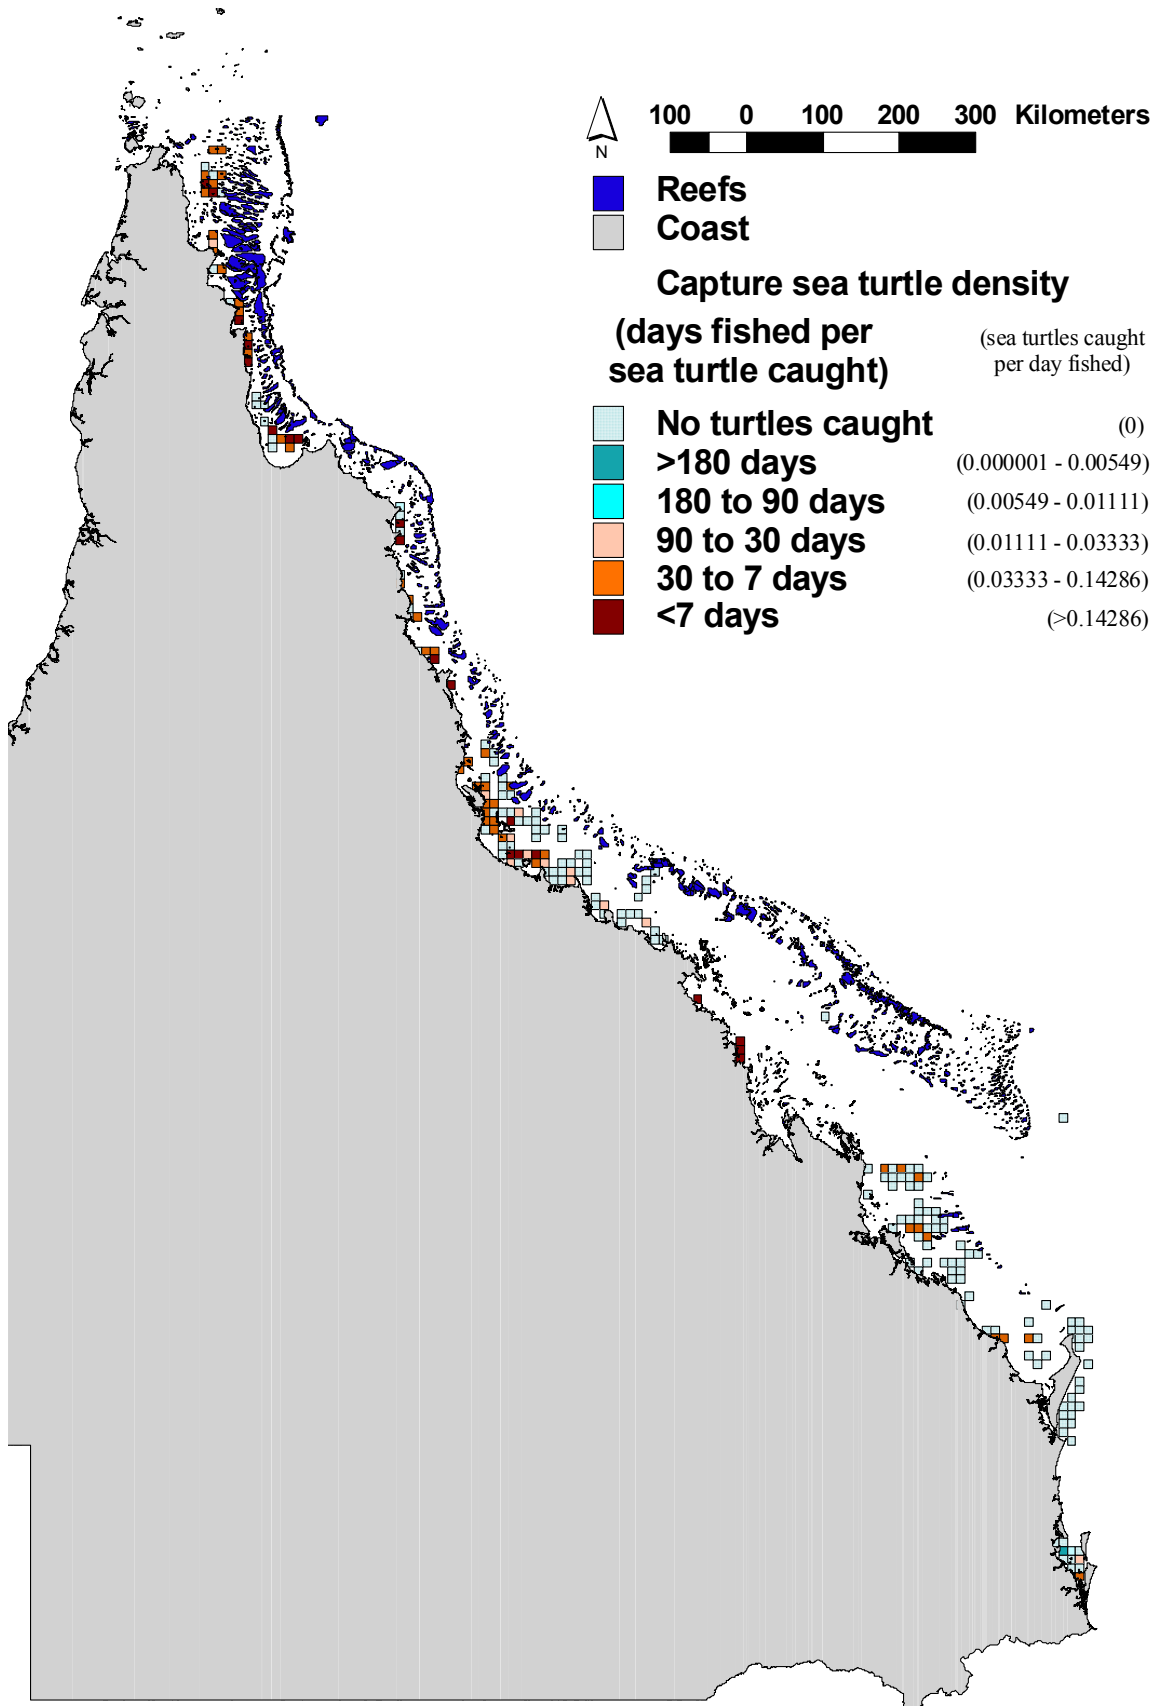 100 0 100 200 300 Kilometers
N
Reefs
Coast
Capture sea turtle density
(days fished per
sea turtle caught)
(sea turtles caught
per day fished)
No turtles caught (0)
>180 days (0.000001 - 0.00549)
180 to 90 days (0.00549 - 0.01111)
90 to 30 days (0.01111 - 0.03333)
30 to 7 days (0.03333 - 0.14286)
<7 days (>0.14286)